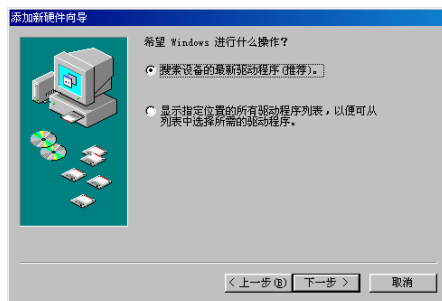 添加新硬件向导
希望 Windows 进行什么操作?
搜索设备的最新驱动程序(推荐)。
显示指定位置的所有驱动程序列表，以便可从
列表中选择所需的驱动程序。
< 上一步(B)
下一步 >
取消